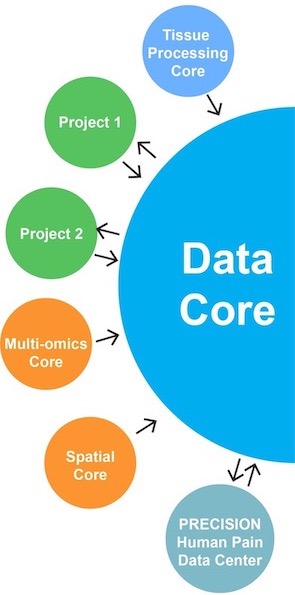 Tissue
Processing
Core
Project 1
Project 2
Data
Core
Multi-omics
Core
Spatial
Core
PRECISION
Human Pain
Data Center